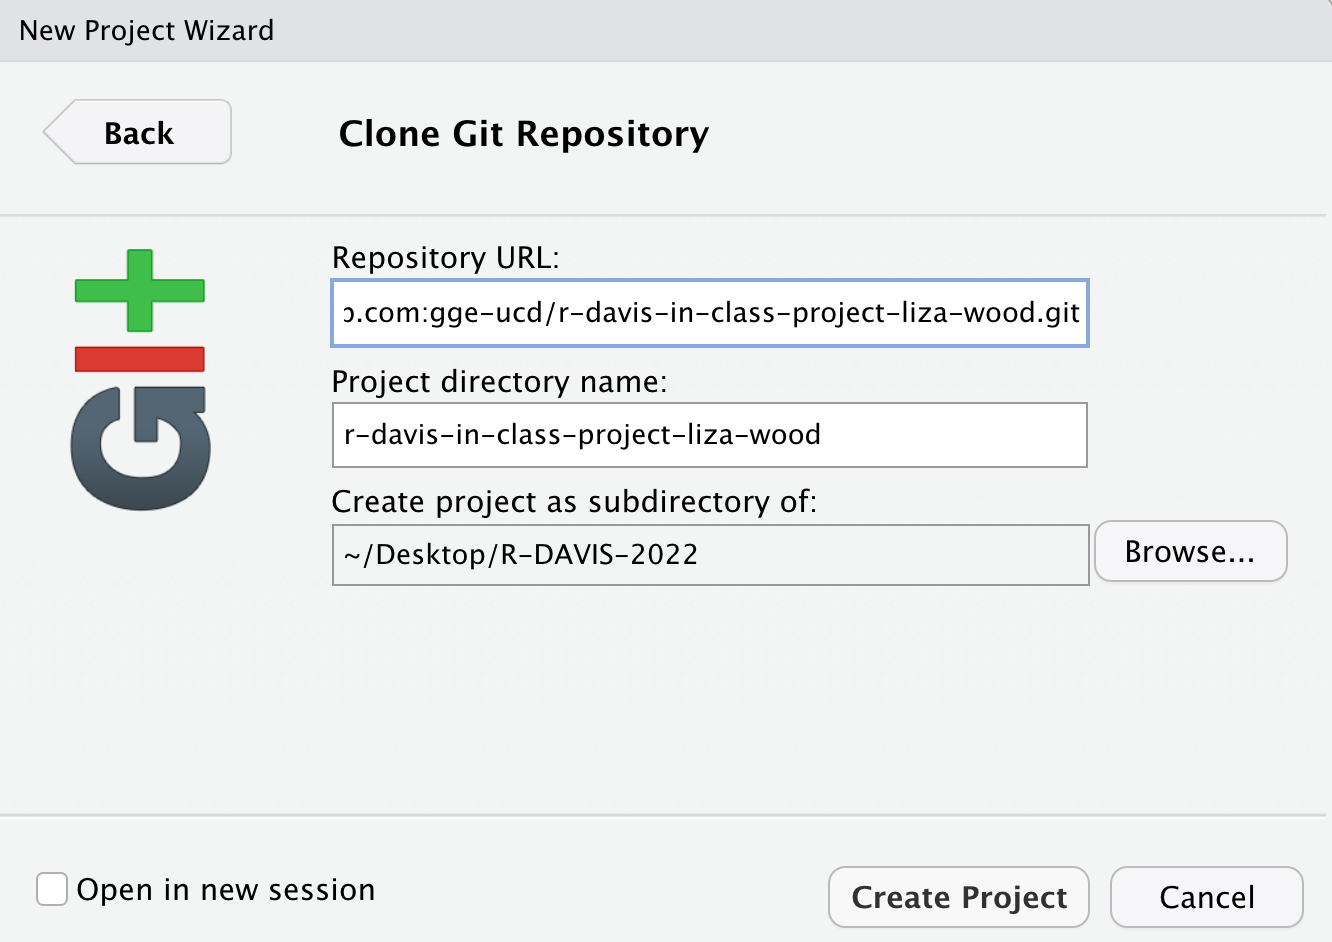 New Project Wizard
Back
Clone Git Repository
GIT
Repository URL:
.com:gge-ucd/r-davis-in-class-project-liza-wood.git
Project directory name:
r-davis-in-class-project-liza-wood
Create project as subdirectory of:
~/Desktop/R-DAVIS-2022
Browse...
Open in new session
Create Project
Cancel